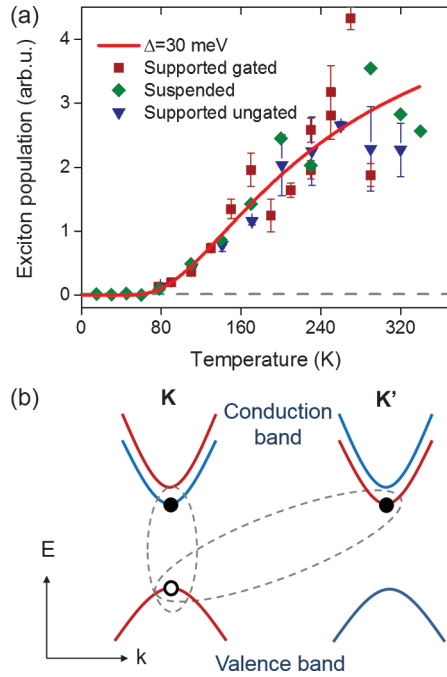 (a)
4
3
2
1
0
Exciton population (arb.u.)
Δ=30 meV
Supported gated
Suspended
Supported ungated
0 80 160 240 320
Temperature (K)
(b)
K K’
Conduction
band
E
k
Valence band